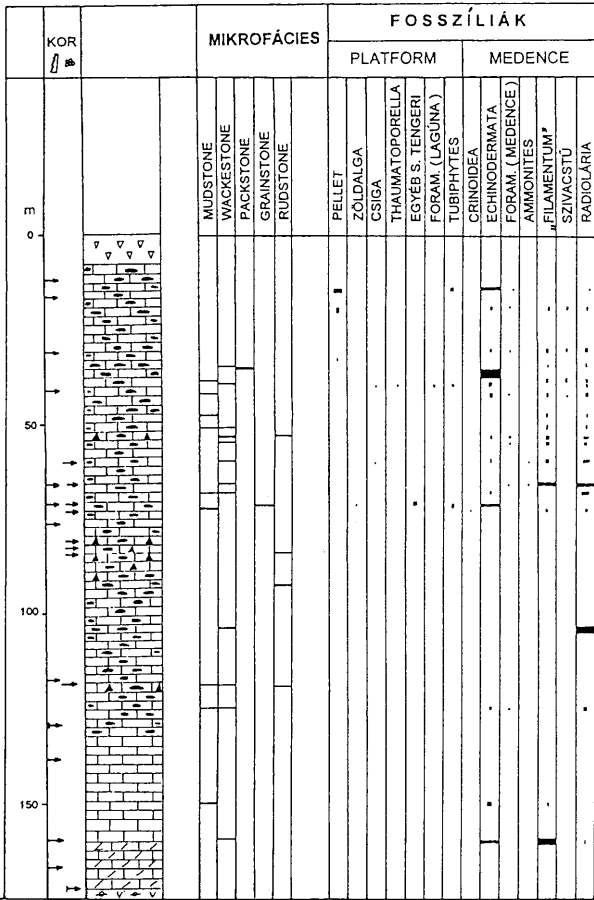 FOSSZÍLIÁK
KOR
MIKROFÁCIES
PLATFORM
MEDENCE
MUDSTONE
WACKESTONE
PACKSTONE
GRAINSTONE
RUDSTONE
PELLET
ZÖLDALGA
CSIGA
THAUMATOPORELLA
EGYÉB S. TENGERI
FORAM. (LAGÚNA)
TUBIPHYTES
CRINOIDEA
ECHINODERMATA
FORAM. (MEDENCE)
AMMONITES
„FILAMENTUM”
SZIVACSTŰ
RADIOLÁRIA
m
0
50
100
150